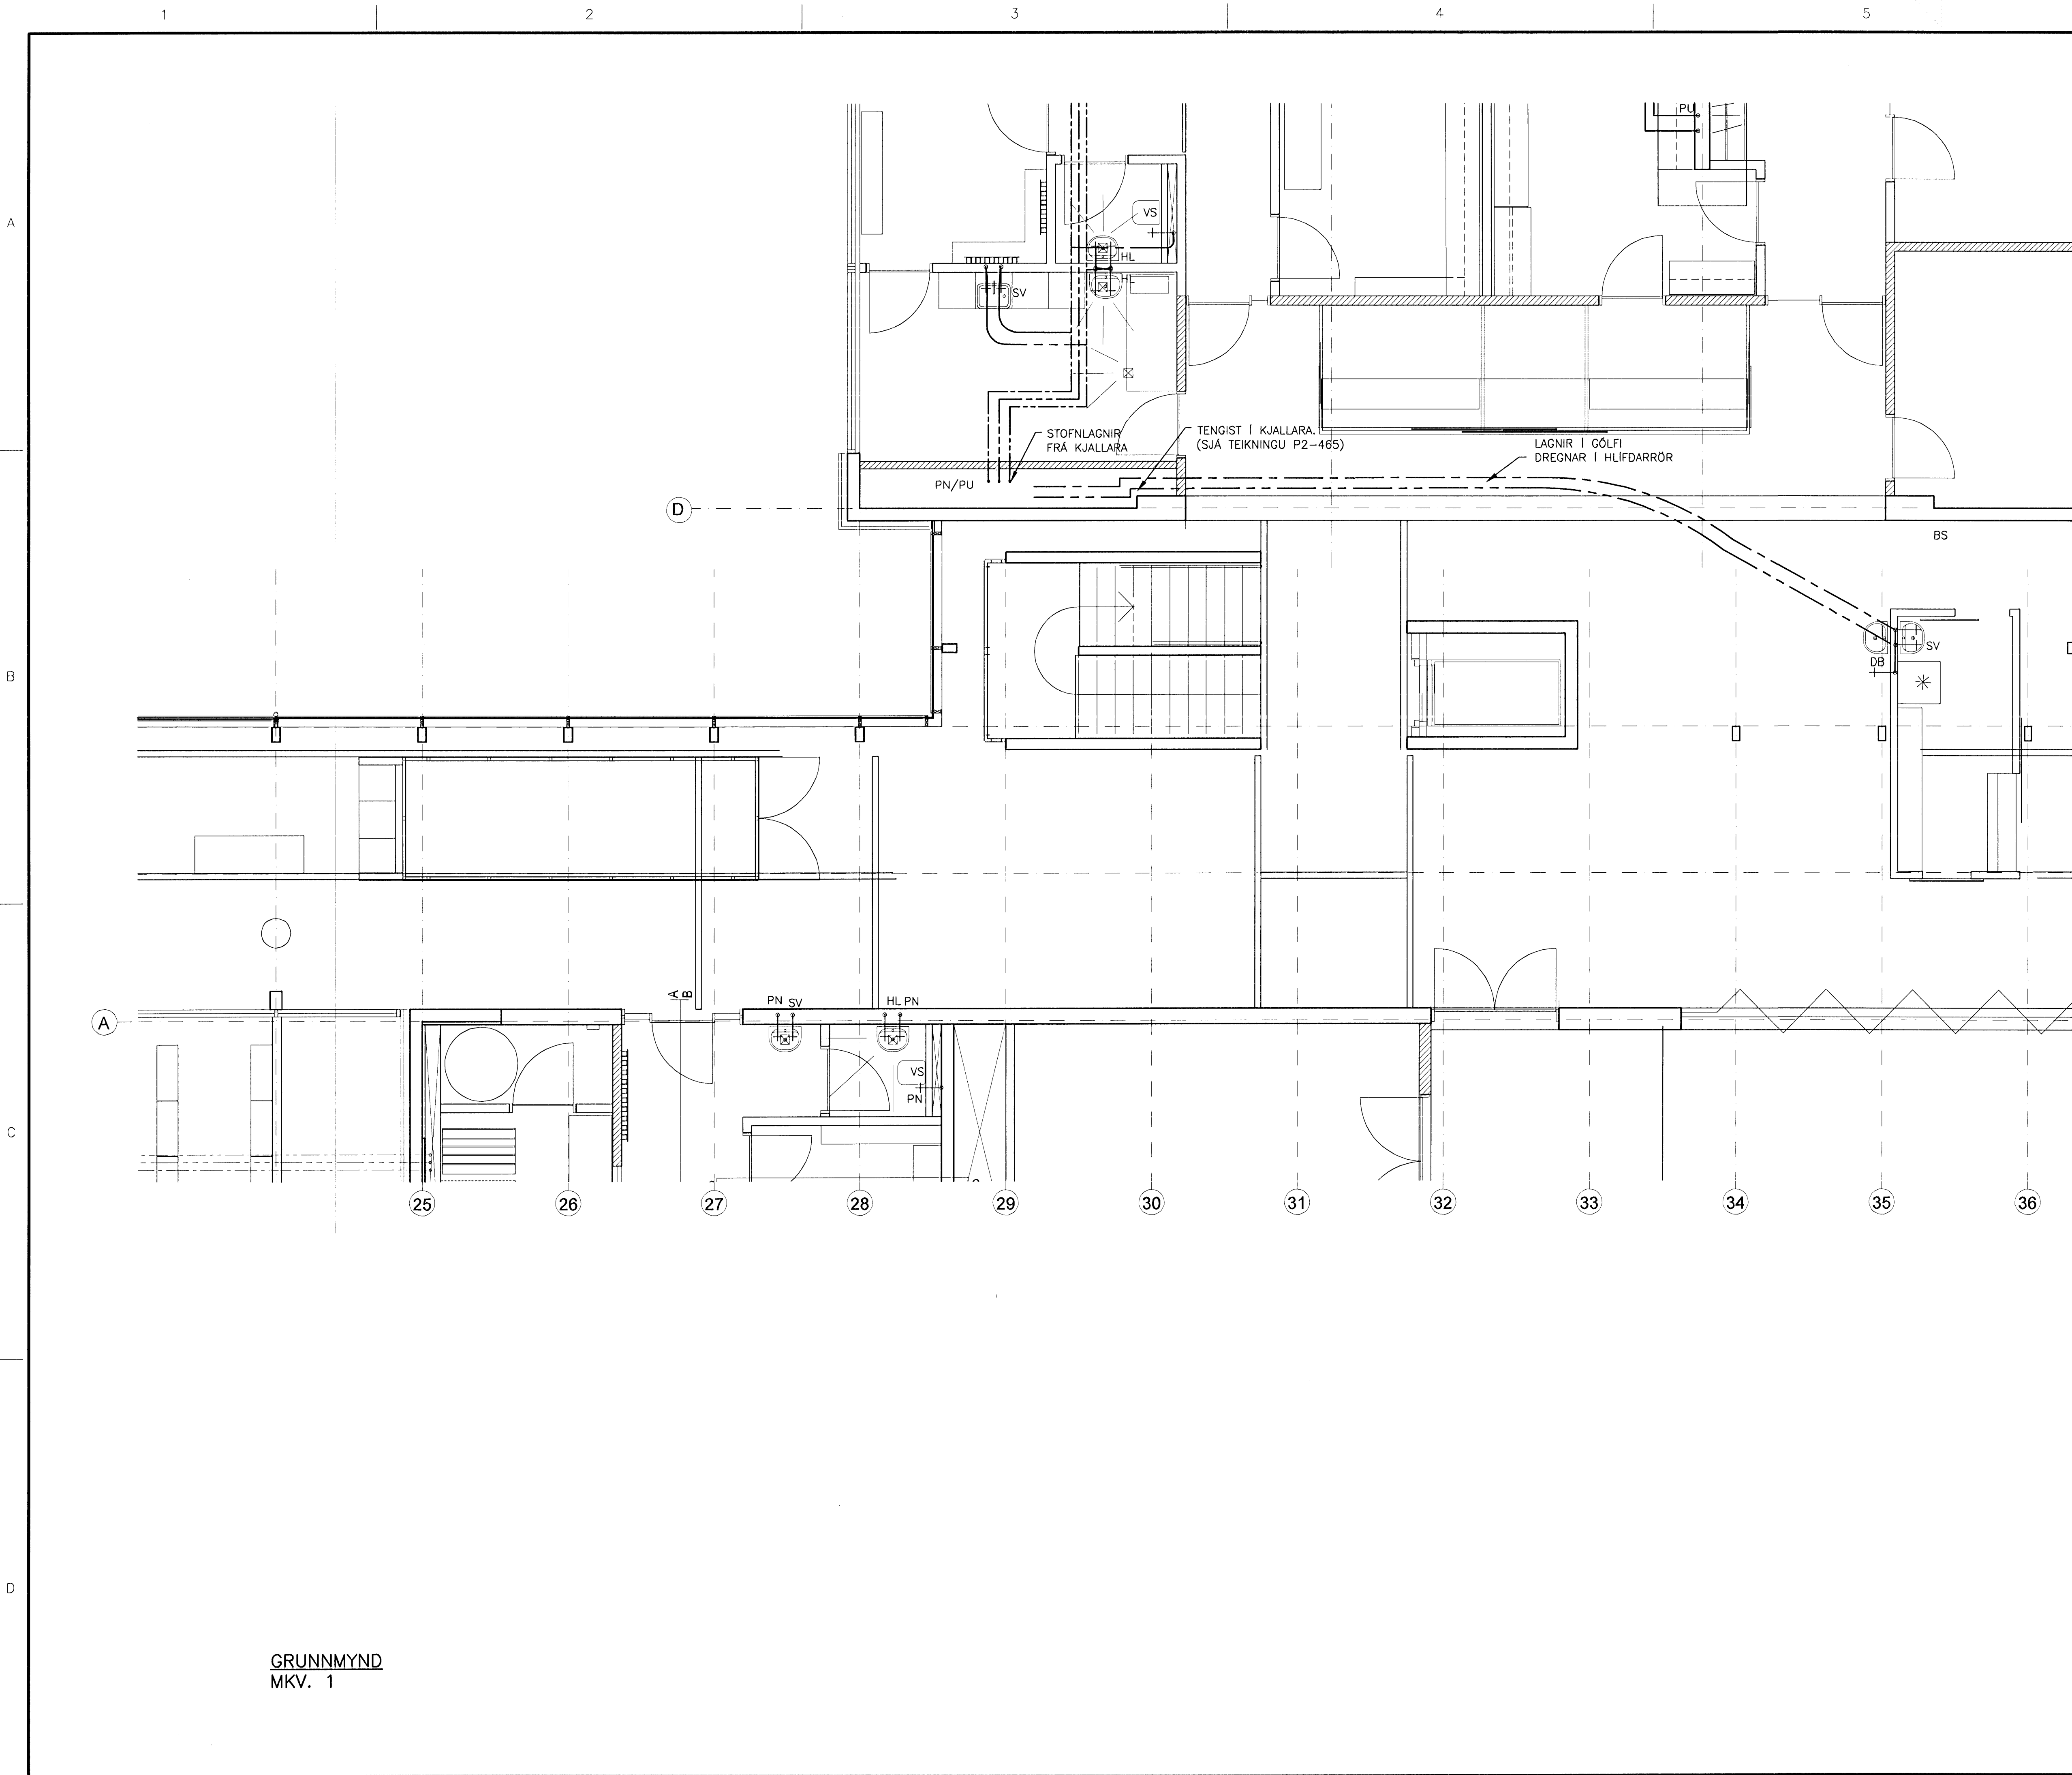 1 2 3 4 5
A
B
C
D
PU
VS
HL
HL
SV
STOFNLAGNIR
FRÁ KJALLARA
TENGIST Í KJALLARA.
(SJÁ TEIKNINGU P2-465)
LAGNIR Í GÓLFI
DREGNAR Í HLÍFDARRÖR
PN/PU
D
BS
SV
DB
A
B
PN SV
HL PN
A
VS
PN
25 26 27 28 29 30 31 32 33 34 35 36
GRUNNMYND
MKV. 1